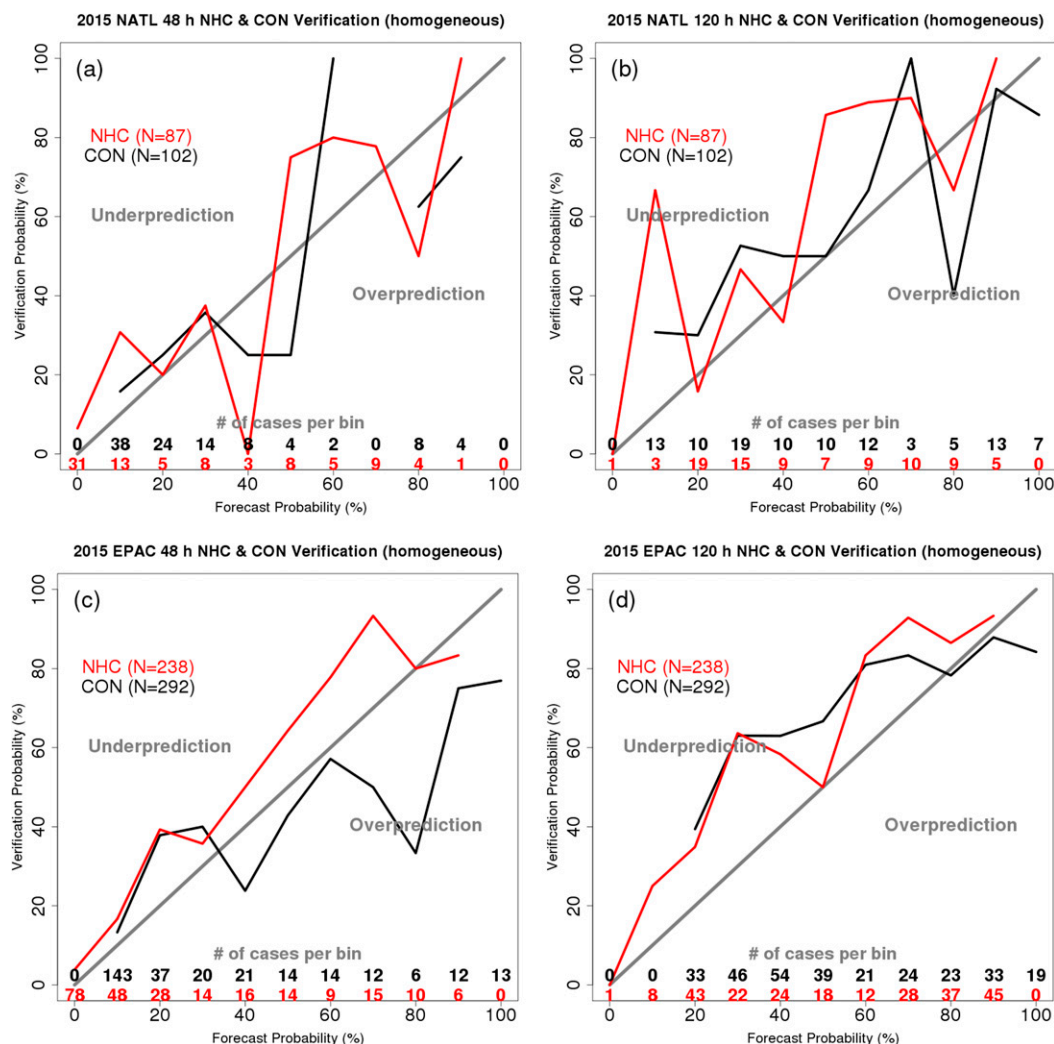 2015 NATL 48 h NHC & CON Verification (homogeneous)
(a)
NHC (N=87)
CON (N=102)
Underprediction
Overprediction
# of cases per bin
0 38 24 14 8 4 2 0 8 4 0
31 13 5 8 3 8 5 9 4 1 0
0 20 40 60 80 100
Forecast Probability (%)
Verification Probability (%)
0 20 40 60 80 100
2015 NATL 120 h NHC & CON Verification (homogeneous)
(b)
NHC (N=87)
CON (N=102)
Underprediction
Overprediction
# of cases per bin
0 13 10 19 10 10 12 3 5 13 7
1 3 19 15 9 7 9 10 9 5 0
0 20 40 60 80 100
Forecast Probability (%)
Verification Probability (%)
0 20 40 60 80 100
2015 EPAC 48 h NHC & CON Verification (homogeneous)
(c)
NHC (N=238)
CON (N=292)
Underprediction
Overprediction
# of cases per bin
0 143 37 20 21 14 14 12 6 12 13
78 48 28 14 16 14 9 15 10 6 0
0 20 40 60 80 100
Forecast Probability (%)
Verification Probability (%)
0 20 40 60 80 100
2015 EPAC 120 h NHC & CON Verification (homogeneous)
(d)
NHC (N=238)
CON (N=292)
Underprediction
Overprediction
# of cases per bin
0 0 33 46 54 39 21 24 23 33 19
1 8 43 22 24 18 12 28 37 45 0
0 20 40 60 80 100
Forecast Probability (%)
Verification Probability (%)
0 20 40 60 80 100